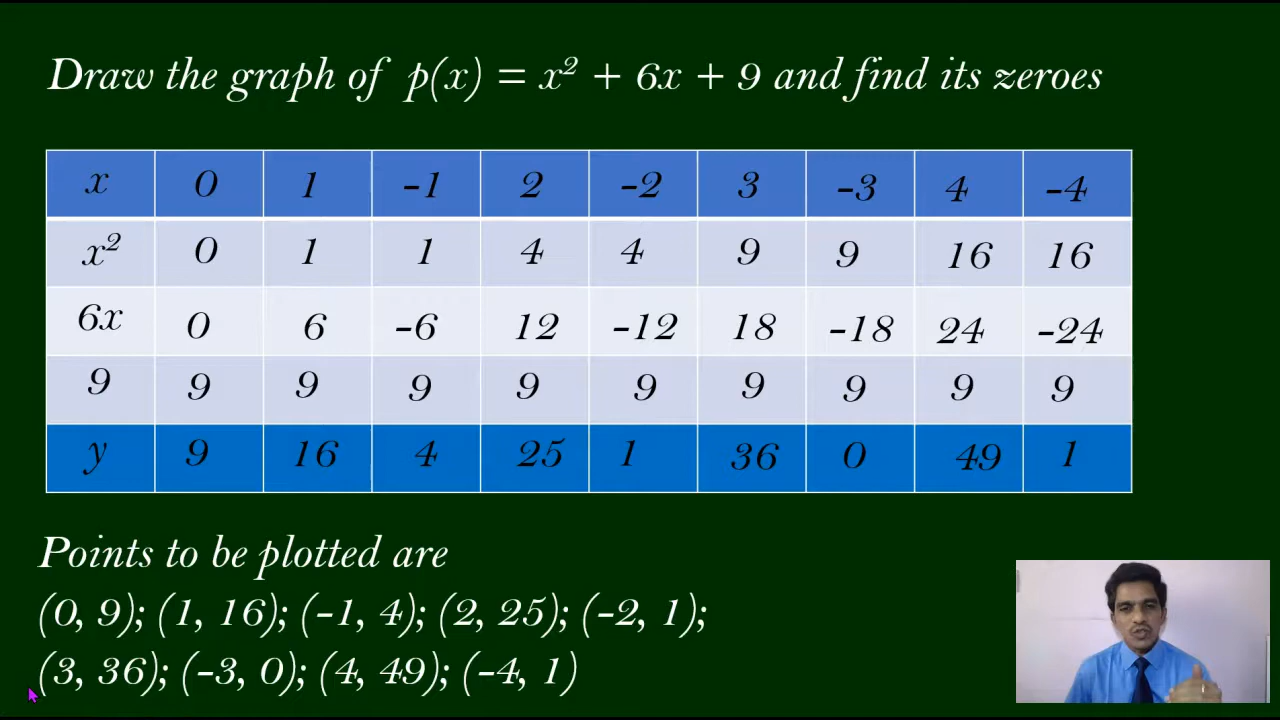 Draw the graph of p(x) = x² + 6x + 9 and find its zeroes
x 0 1 -1 2 -2 3 -3 4 -4
x² 0 1 1 4 4 9 9 16 16
6x 0 6 -6 12 -12 18 -18 24 -24
9 9 9 9 9 9 9 9 9 9
y 9 16 4 25 1 36 0 49 1
Points to be plotted are
(0, 9); (1, 16); (-1, 4); (2, 25); (-2, 1);
(3, 36); (-3, 0); (4, 49); (-4, 1)